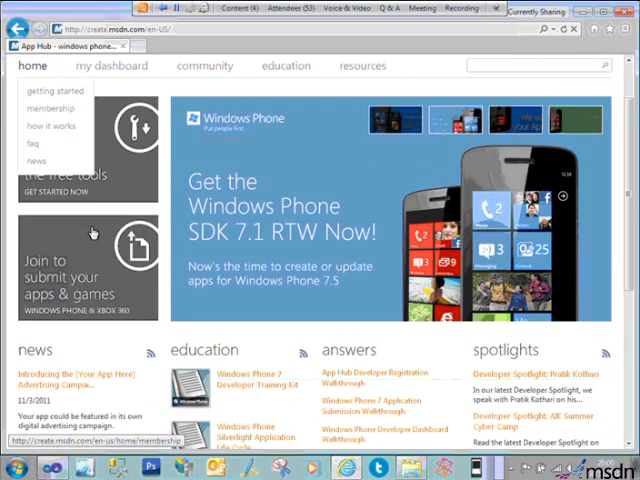 Content (4)
Attendees (53)
Voice & Video
Q & A
Meeting
Recording
Currently Sharing
http://create.msdn.com/en-US/
App Hub - windows phone...
home
my dashboard
community
education
resources
getting started
membership
how it works
faq
news
the free tools
GET STARTED NOW
Join to
submit your
apps & games
WINDOWS PHONE & XBOX 360
Windows Phone
Put people first.
Get the
Windows Phone
SDK 7.1 RTW Now!
Now's the time to create or update
apps for Windows Phone 7.5
news
Introducing the (Your App Here)
Advertising Campai...
11/3/2011
Your app could be featured in its own
digital advertising campaign.
education
Windows Phone 7
Developer Training Kit
Windows Phone
Silverlight Application
answers
App Hub Developer Registration
Walkthrough
Windows Phone 7 Application
Submission Walkthrough
Windows Phone Developer Dashboard
Walkthrough
spotlights
Developer Spotlight: Pratik Kothari
In our latest Developer Spotlight, we
speak with Pratik Kothari on his...
Developer Spotlight: AIE Summer
Cyber Camp
Read the latest Developer Spotlight
http://create.msdn.com/en-us/home/membership
msdn